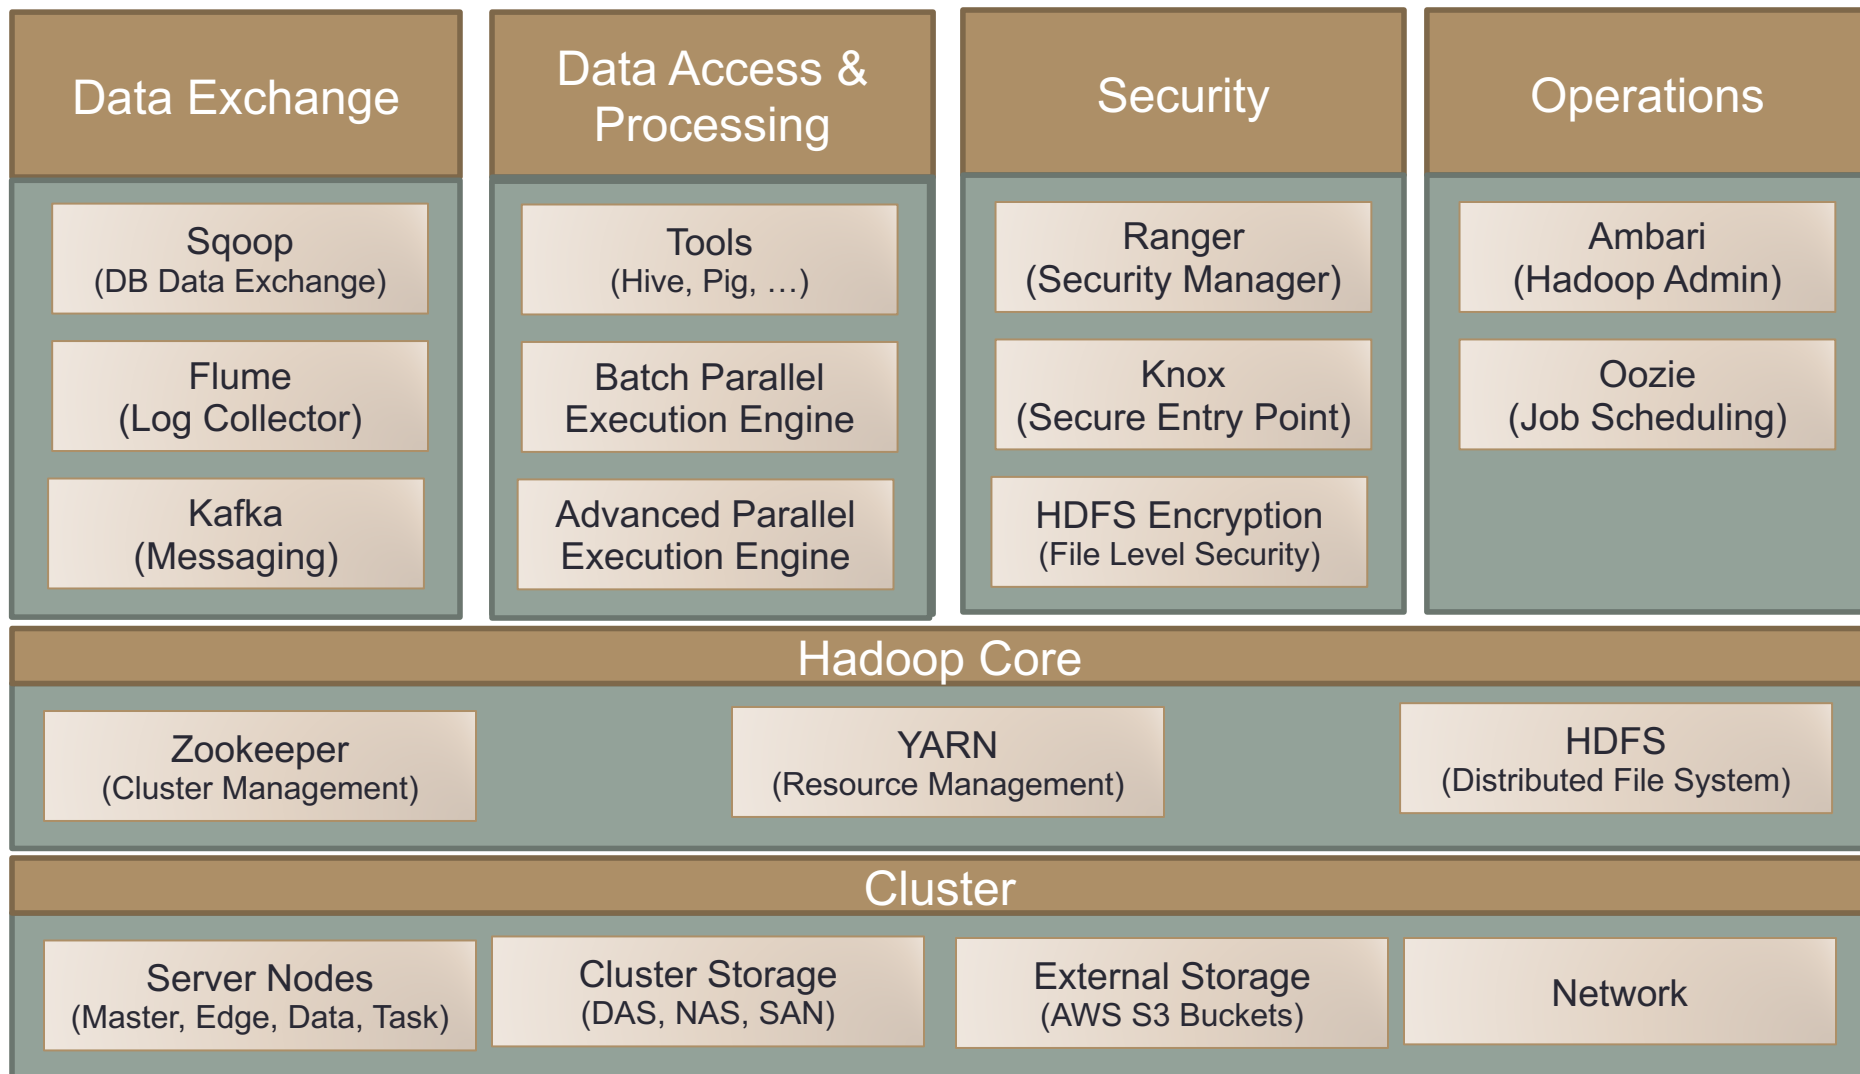 Data Exchange
Sqoop
(DB Data Exchange)
Flume
(Log Collector)
Kafka
(Messaging)
Data Access &
Processing
Tools
(Hive, Pig, …)
Batch Parallel
Execution Engine
Advanced Parallel
Execution Engine
Security
Ranger
(Security Manager)
Knox
(Secure Entry Point)
HDFS Encryption
(File Level Security)
Operations
Ambari
(Hadoop Admin)
Oozie
(Job Scheduling)
Hadoop Core
Zookeeper
(Cluster Management)
YARN
(Resource Management)
HDFS
(Distributed File System)
Cluster
Server Nodes
(Master, Edge, Data, Task)
Cluster Storage
(DAS, NAS, SAN)
External Storage
(AWS S3 Buckets)
Network